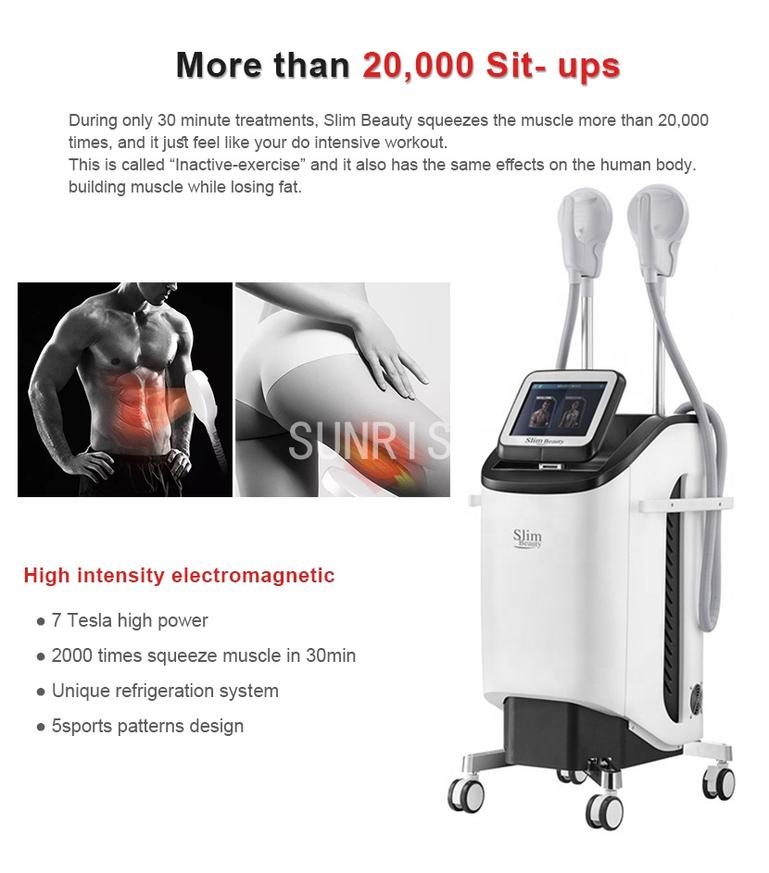 More than 20,000 Sit- ups
During only 30 minute treatments, Slim Beauty squeezes the muscle more than 20,000
times, and it just feel like your do intensive workout.
This is called “Inactive-exercise” and it also has the same effects on the human body.
building muscle while losing fat.
SUNRIS
Slim Beauty
Slim
Beauty
High intensity electromagnetic
● 7 Tesla high power
● 2000 times squeeze muscle in 30min
● Unique refrigeration system
● 5sports patterns design